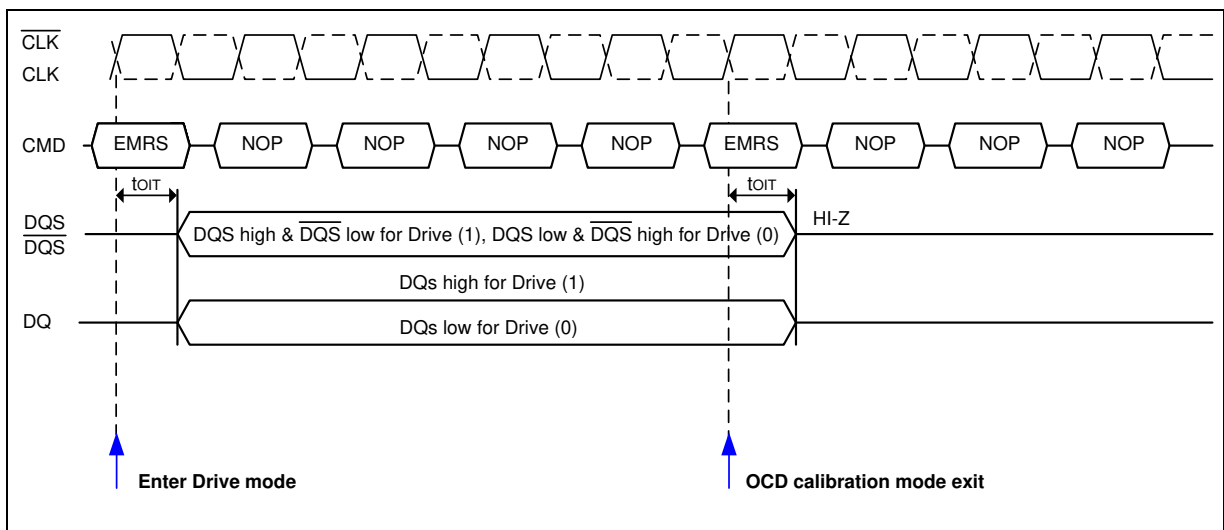 CLK
CLK
CMD
EMRS NOP NOP NOP NOP EMRS NOP NOP NOP
tOIT tOIT
DQS
DQS
DQS high & DQS low for Drive (1), DQS low & DQS high for Drive (0)
HI-Z
DQs high for Drive (1)
DQ
DQs low for Drive (0)
Enter Drive mode
OCD calibration mode exit